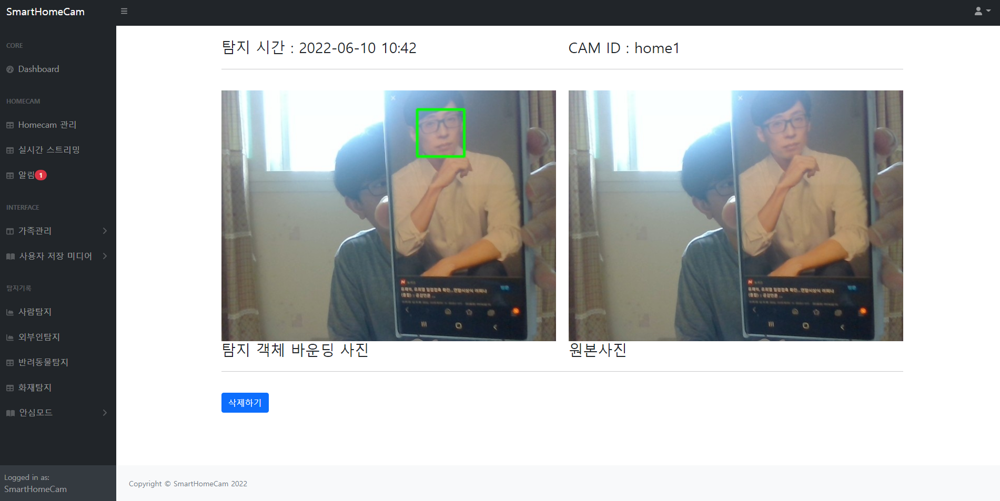 SmartHomeCam
탐지 시간 : 2022-06-10 10:42
CAM ID : home1
CORE
Dashboard
HOMECAM
Homecam 관리
실시간 스트리밍
알림 1
INTERFACE
가족관리
사용자 저장 미디어
탐지기록
사람탐지
외부인탐지
반려동물탐지
화재탐지
안심모드
탐지 객체 바운딩 사진
원본사진
삭제하기
Logged in as:
SmartHomeCam
Copyright © SmartHomeCam 2022